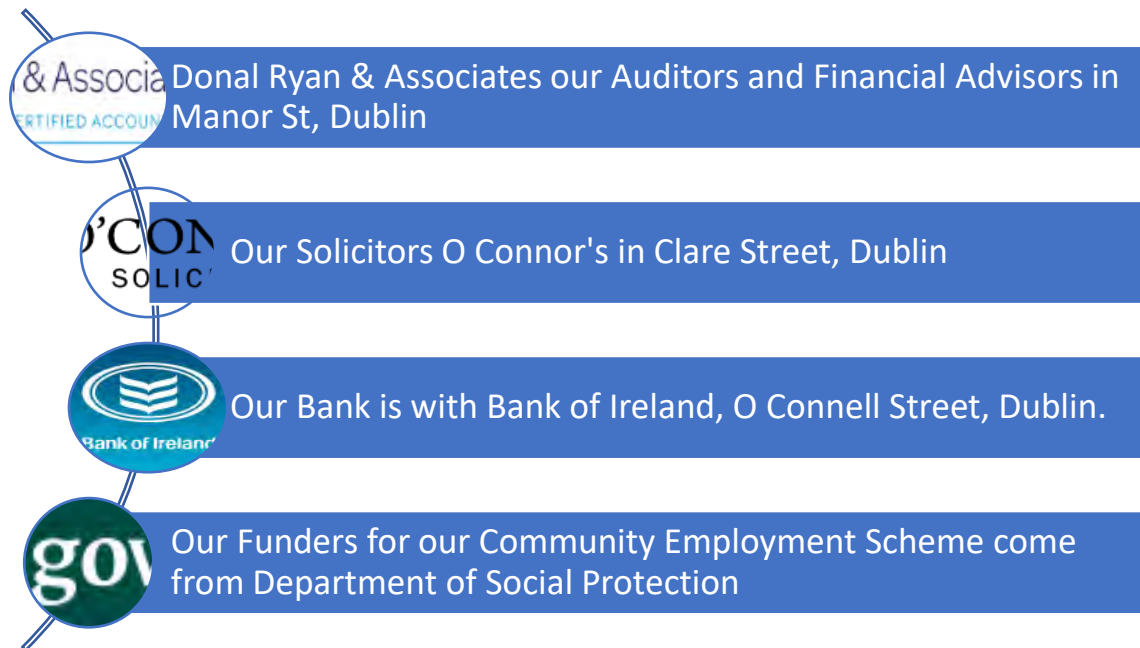 & Associa
ERTIFIED ACCOUN
Donal Ryan & Associates our Auditors and Financial Advisors in
Manor St, Dublin
O'CON
SOLIC
Our Solicitors O Connor's in Clare Street, Dublin
Bank of Ireland
Our Bank is with Bank of Ireland, O Connell Street, Dublin.
gov
Our Funders for our Community Employment Scheme come
from Department of Social Protection